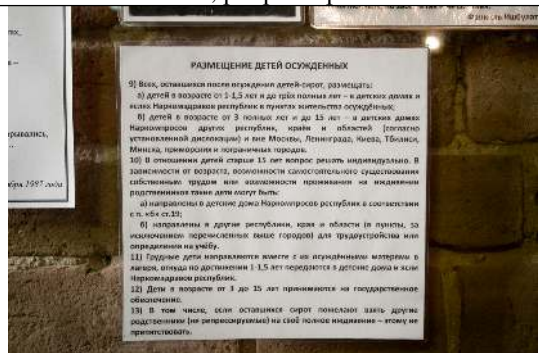 РАЗМЕЩЕНИЕ ДЕТЕЙ ОСУЖДЕННЫХ
9) Всех, оставшихся после осуждения детей-сирот, размещать:
а) детей в возрасте от 1-1,5 лет и до трёх полных лет – в детских домах и
яслях Наркомздравов республик в пунктах жительства осуждённых;
б) детей в возрасте от 3 полных лет и до 15 лет – в детских домах
Наркомпросов других республик, краёв и областей (согласно
установленной дислокации) и вне Москвы, Ленинграда, Киева, Тбилиси,
Минска, приморских и пограничных городов.
10) В отношении детей старше 15 лет вопрос решать индивидуально. В
зависимости от возраста, возможности самостоятельного существования
собственным трудом или возможности проживания на иждивении
родственников такие дети могут быть:
а) направлены в детские дома Наркомпросов республик в соответствии
с п. «б» ст.19;
б) направлены в другие республики, края и области (в пункты, за
исключением перечисленных выше городов) для трудоустройства или
определения на учёбу.
11) Грудные дети направляются вместе с их осуждёнными матерями в
лагеря, откуда по достижении 1-1,5 лет передаются в детские дома и ясли
Наркомздравов республик.
12) Дети в возрасте от 3 до 15 лет принимаются на государственное
обеспечение.
13) В том числе, если оставшихся сирот пожелают взять другие
родственники (не репрессируемые) на своё полное иждивение – этому не
препятствовать.